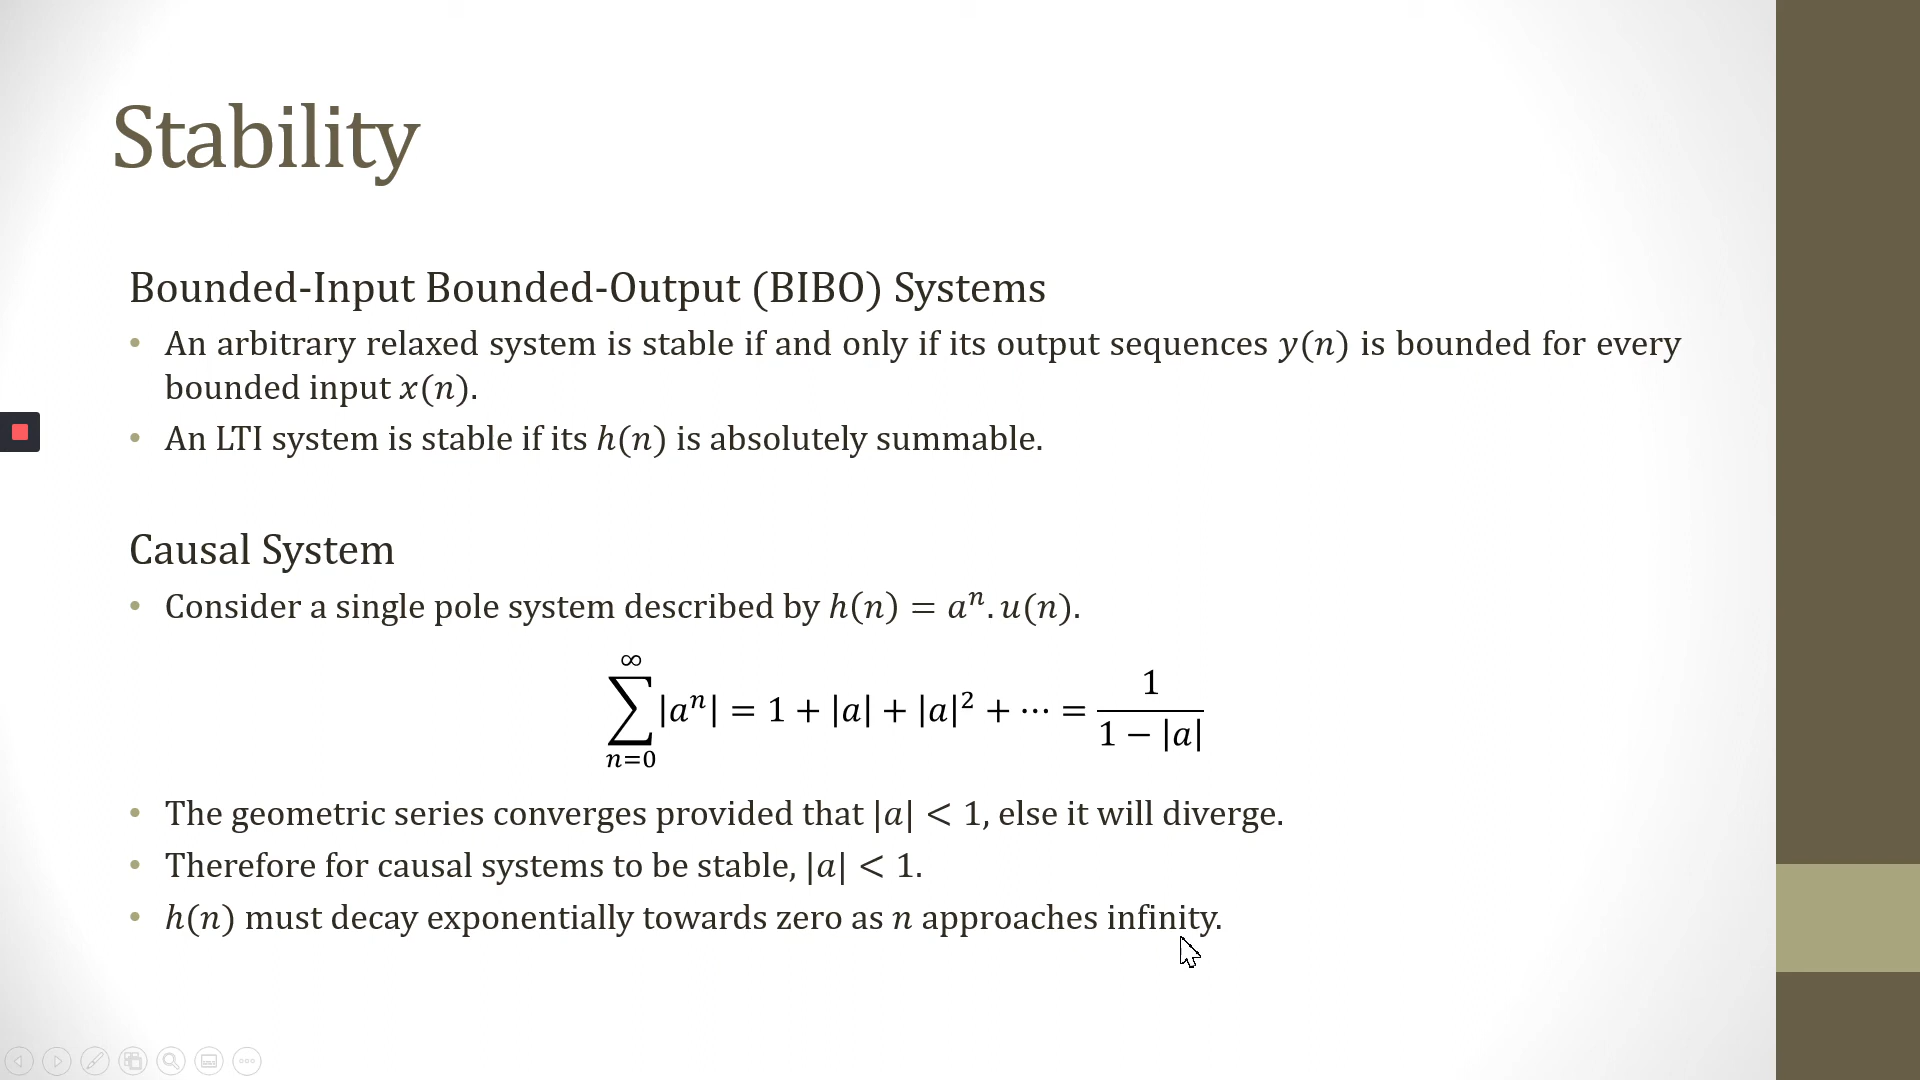 Stability
Bounded-Input Bounded-Output (BIBO) Systems
• An arbitrary relaxed system is stable if and only if its output sequences y(n) is bounded for every
bounded input x(n).
• An LTI system is stable if its h(n) is absolutely summable.
Causal System
• Consider a single pole system described by h(n) = aⁿ. u(n).
∑_{n=0}^{∞} |aⁿ| = 1 + |a| + |a|² + ⋯ = 1 / (1 − |a|)
• The geometric series converges provided that |a| < 1, else it will diverge.
• Therefore for causal systems to be stable, |a| < 1.
• h(n) must decay exponentially towards zero as n approaches infinity.